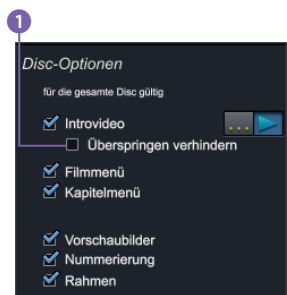 1
Disc-Optionen
für die gesamte Disc gültig
Introvideo
...
Überspringen verhindern
Filmmenü
Kapitelmenü
Vorschaubilder
Nummerierung
Rahmen